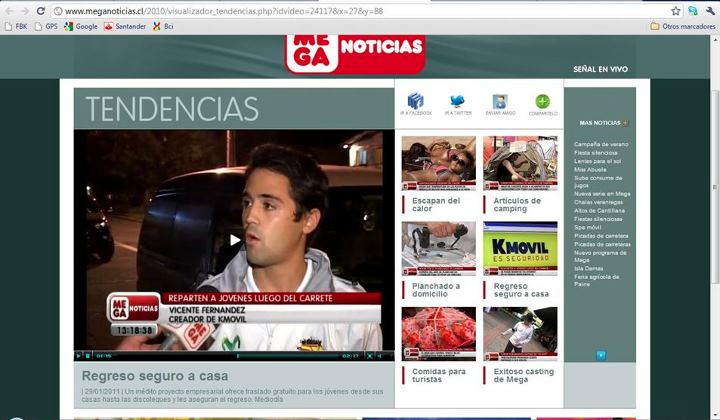 www.meganoticias.cl/2010/visualizador_tendencias.php?idvideo=24117&x=27&y=88
FBK
GPS
Google
Santander
Bci
Otros marcadores
MEGA NOTICIAS
SEÑAL EN VIVO
TENDENCIAS
IR A FACEBOOK
IR A TWITTER
ENVIAR AMIGO
COMPARTELO
MAS NOTICIAS +
Campaña de verano
Fiesta silenciosa
Lentes para el sol
Miss Abuela
Sube consume de
juegos
Nueva serie en Mega
Chalas veraniegas
Altos de Cantillana
Fiestas silenciosas
Spa móvil
Picadas de carretera
Picadas de carreteras
Nuevo programa de
Mega
Isla Damas
Feria agrícola de
Paine
Escapan del
calor
Artículos de
camping
Planchado a
domicilio
KMOVIL
ES SEGURIDAD
Regreso
seguro a casa
Comidas para
turistas
Exitoso casting
de Mega
MEGA NOTICIAS
13:18:38
REPARTEN A JOVENES LUEGO DEL CARRETE
VICENTE FERNANDEZ
CREADOR DE KMOVIL
01:15
02:17
Regreso seguro a casa
| 29/01/2011 | Un inédito proyecto empresarial ofrece traslado gratuito para los jóvenes desde sus
casas hasta las discoteques y les aseguran el regreso. Mediodía